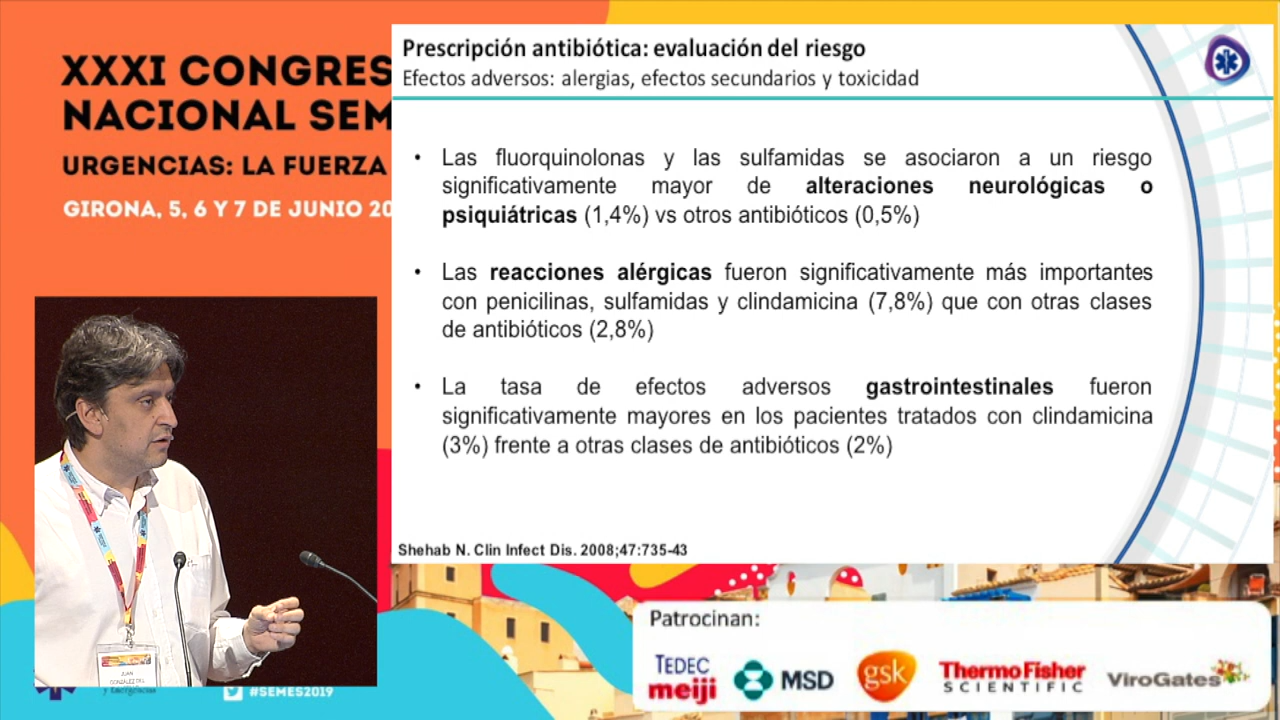 XXXI CONGRES
NACIONAL SEM
URGENCIAS: LA FUERZA
GIRONA, 5, 6 Y 7 DE JUNIO 20
Prescripción antibiótica: evaluación del riesgo
Efectos adversos: alergias, efectos secundarios y toxicidad
• Las fluorquinolonas y las sulfamidas se asociaron a un riesgo
significativamente mayor de alteraciones neurológicas o
psiquiátricas (1,4%) vs otros antibióticos (0,5%)
• Las reacciones alérgicas fueron significativamente más importantes
con penicilinas, sulfamidas y clindamicina (7,8%) que con otras clases
de antibióticos (2,8%)
• La tasa de efectos adversos gastrointestinales fueron
significativamente mayores en los pacientes tratados con clindamicina
(3%) frente a otras clases de antibióticos (2%)
Shehab N. Clin Infect Dis. 2008;47:735-43
JUAN
GONZÁLEZ DEL
#SEMES2019
Patrocinan:
TEDEC
meiji
MSD
gsk
ThermoFisher
SCIENTIFIC
ViroGates